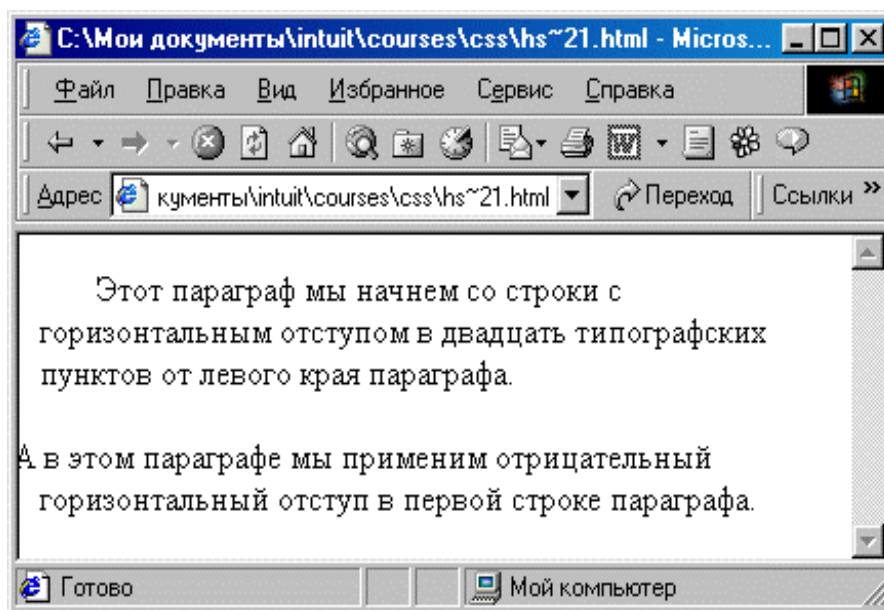 C:\Мои документы\intuit\courses\css\hs~21.html - Micros...
Файл Правка Вид Избранное Сервис Справка
Адрес кументы\intuit\courses\css\hs~21.html Переход Ссылки »
Этот параграф мы начнем со строки с
горизонтальным отступом в двадцать типографских
пунктов от левого края параграфа.
А в этом параграфе мы применим отрицательный
горизонтальный отступ в первой строке параграфа.
Готово Мой компьютер